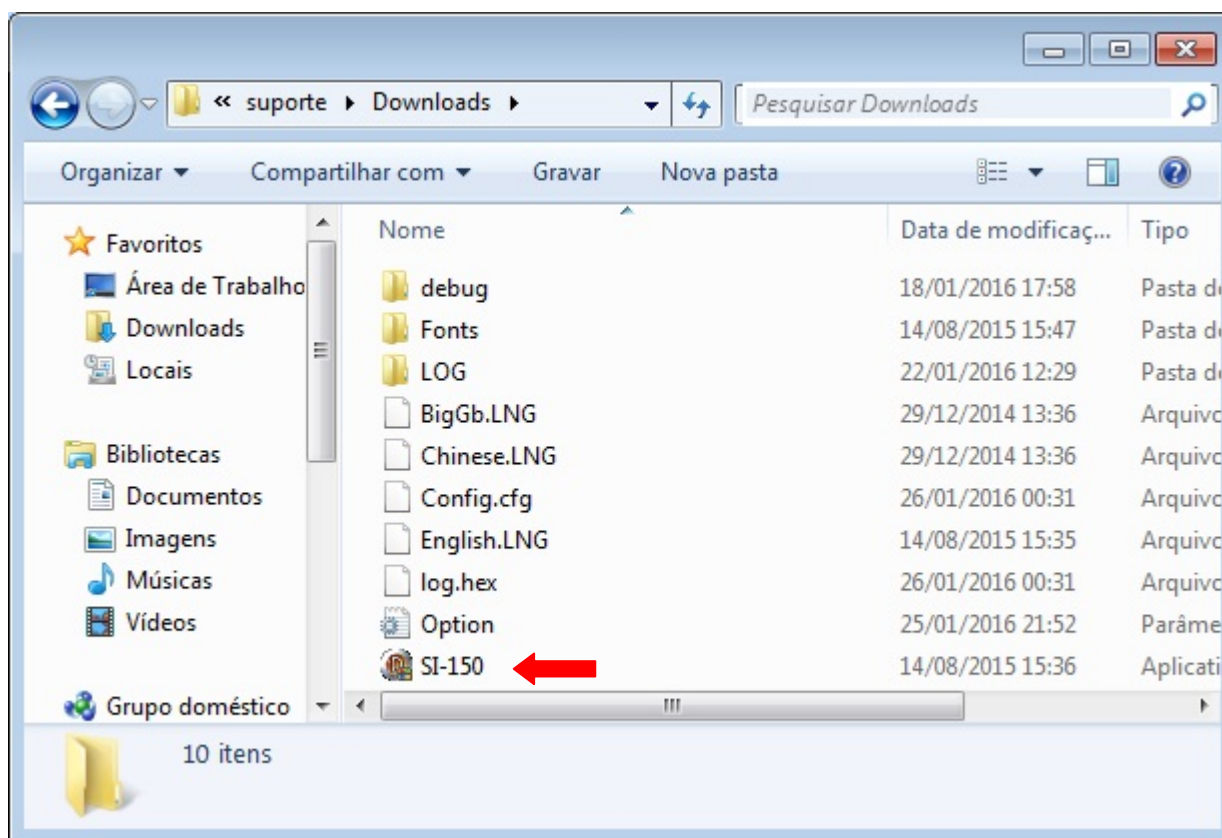 « suporte ▸ Downloads ▸ Pesquisar Downloads
Organizar Compartilhar com Gravar Nova pasta
Nome Data de modificaç... Tipo
Favoritos
Área de Trabalho
Downloads
Locais
Bibliotecas
Documentos
Imagens
Músicas
Vídeos
Grupo doméstico
debug 18/01/2016 17:58 Pasta de
Fonts 14/08/2015 15:47 Pasta de
LOG 22/01/2016 12:29 Pasta de
BigGb.LNG 29/12/2014 13:36 Arquivo
Chinese.LNG 29/12/2014 13:36 Arquivo
Config.cfg 26/01/2016 00:31 Arquivo
English.LNG 14/08/2015 15:35 Arquivo
log.hex 26/01/2016 00:31 Arquivo
Option 25/01/2016 21:52 Parâme
SI-150 14/08/2015 15:36 Aplicati
10 itens